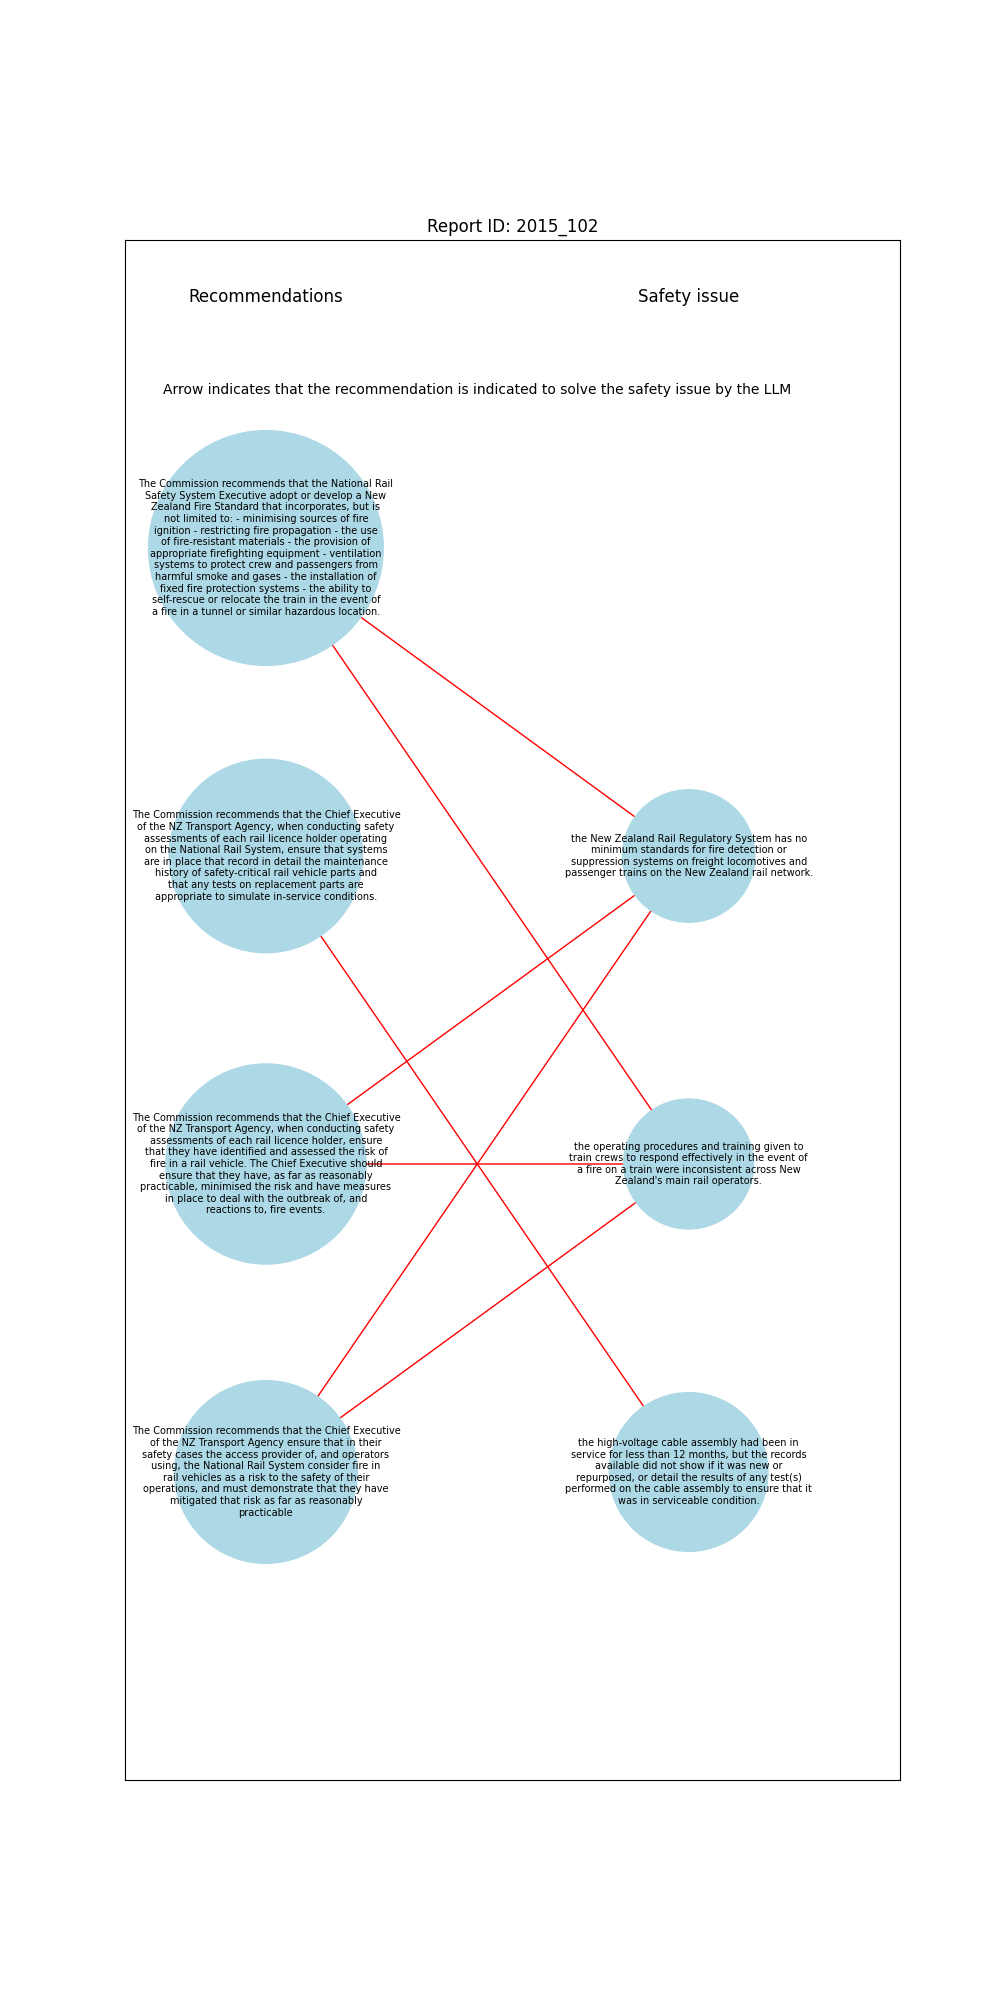 Report ID: 2015_102
Recommendations
Safety issue
Arrow indicates that the recommendation is indicated to solve the safety issue by the LLM
The Commission recommends that the National Rail
Safety System Executive adopt or develop a New
Zealand Fire Standard that incorporates, but is
not limited to: - minimising sources of fire
ignition - restricting fire propagation - the use
of fire-resistant materials - the provision of
appropriate firefighting equipment - ventilation
systems to protect crew and passengers from
harmful smoke and gases - the installation of
fixed fire protection systems - the ability to
self-rescue or relocate the train in the event of
a fire in a tunnel or similar hazardous location.
The Commission recommends that the Chief Executive
of the NZ Transport Agency, when conducting safety
assessments of each rail licence holder operating
on the National Rail System, ensure that systems
are in place that record in detail the maintenance
history of safety-critical rail vehicle parts and
that any tests on replacement parts are
appropriate to simulate in-service conditions.
the New Zealand Rail Regulatory System has no
minimum standards for fire detection or
suppression systems on freight locomotives and
passenger trains on the New Zealand rail network.
The Commission recommends that the Chief Executive
of the NZ Transport Agency, when conducting safety
assessments of each rail licence holder, ensure
that they have identified and assessed the risk of
fire in a rail vehicle. The Chief Executive should
ensure that they have, as far as reasonably
practicable, minimised the risk and have measures
in place to deal with the outbreak of, and
reactions to, fire events.
the operating procedures and training given to
train crews to respond effectively in the event of
a fire on a train were inconsistent across New
Zealand's main rail operators.
The Commission recommends that the Chief Executive
of the NZ Transport Agency ensure that in their
safety cases the access provider of, and operators
using, the National Rail System consider fire in
rail vehicles as a risk to the safety of their
operations, and must demonstrate that they have
mitigated that risk as far as reasonably
practicable
the high-voltage cable assembly had been in
service for less than 12 months, but the records
available did not show if it was new or
repurposed, or detail the results of any test(s)
performed on the cable assembly to ensure that it
was in serviceable condition.